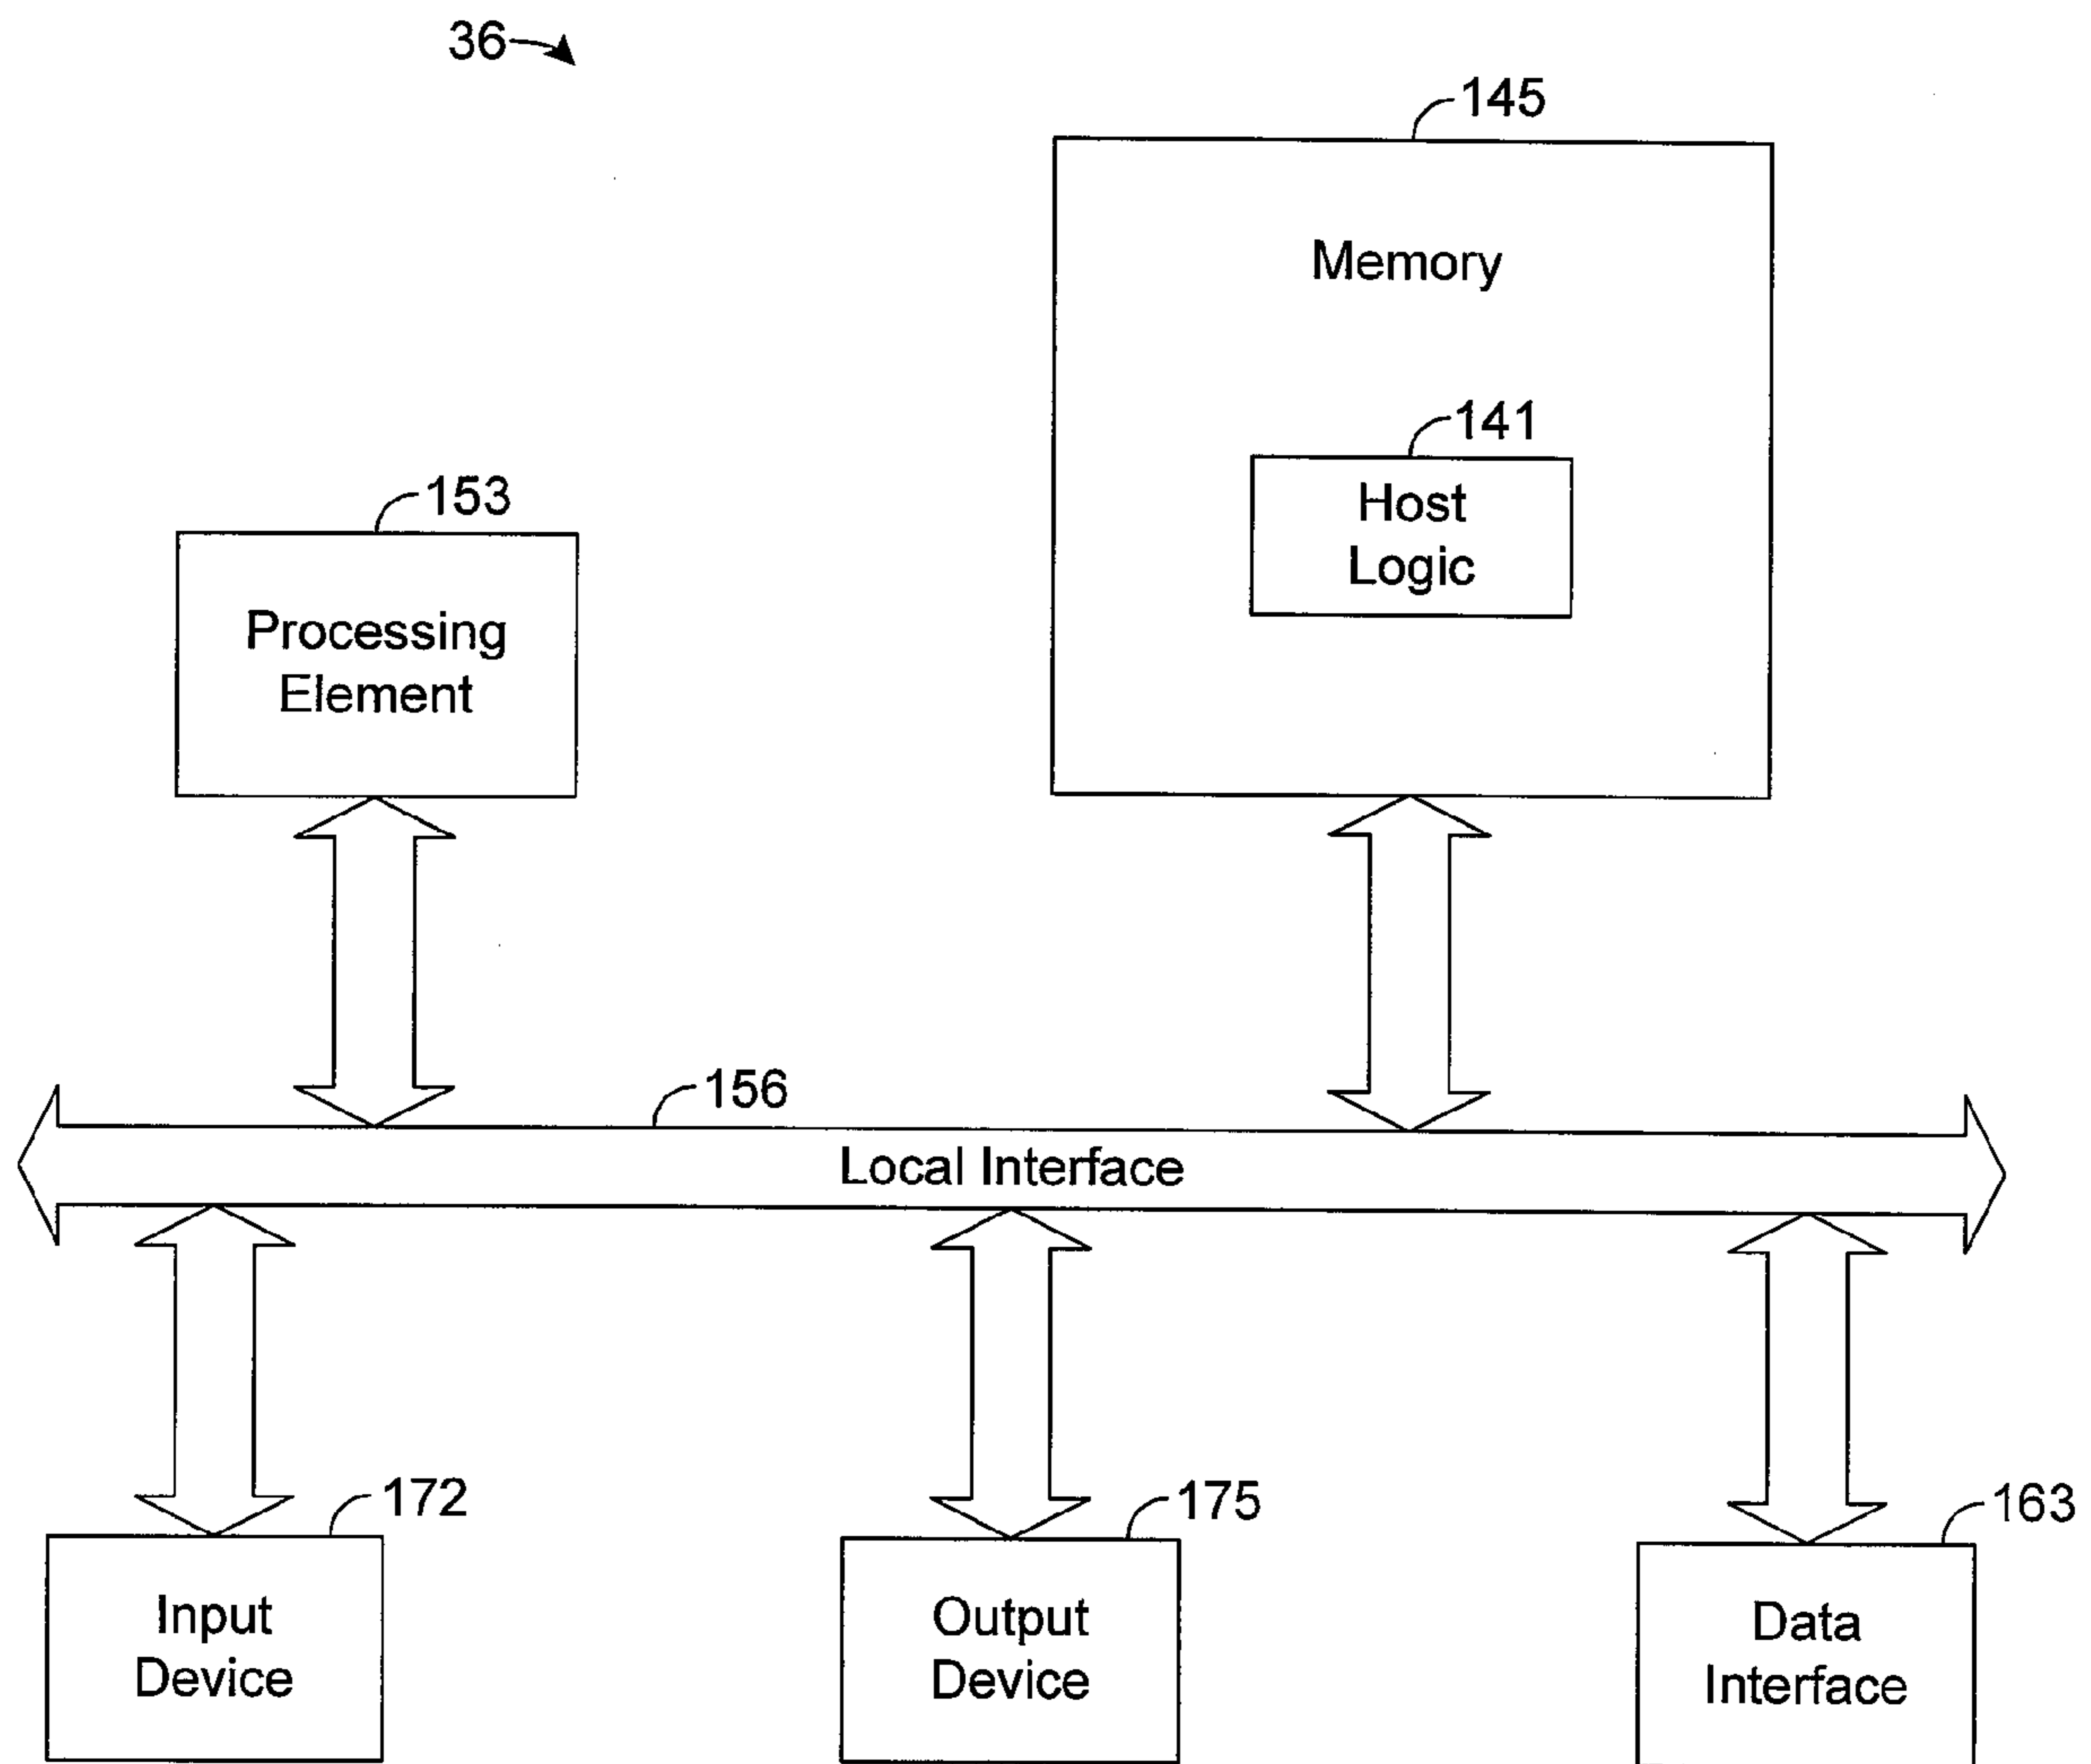 36
145
Memory
141
Host
Logic
153
Processing
Element
156
Local Interface
172
Input
Device
175
Output
Device
163
Data
Interface